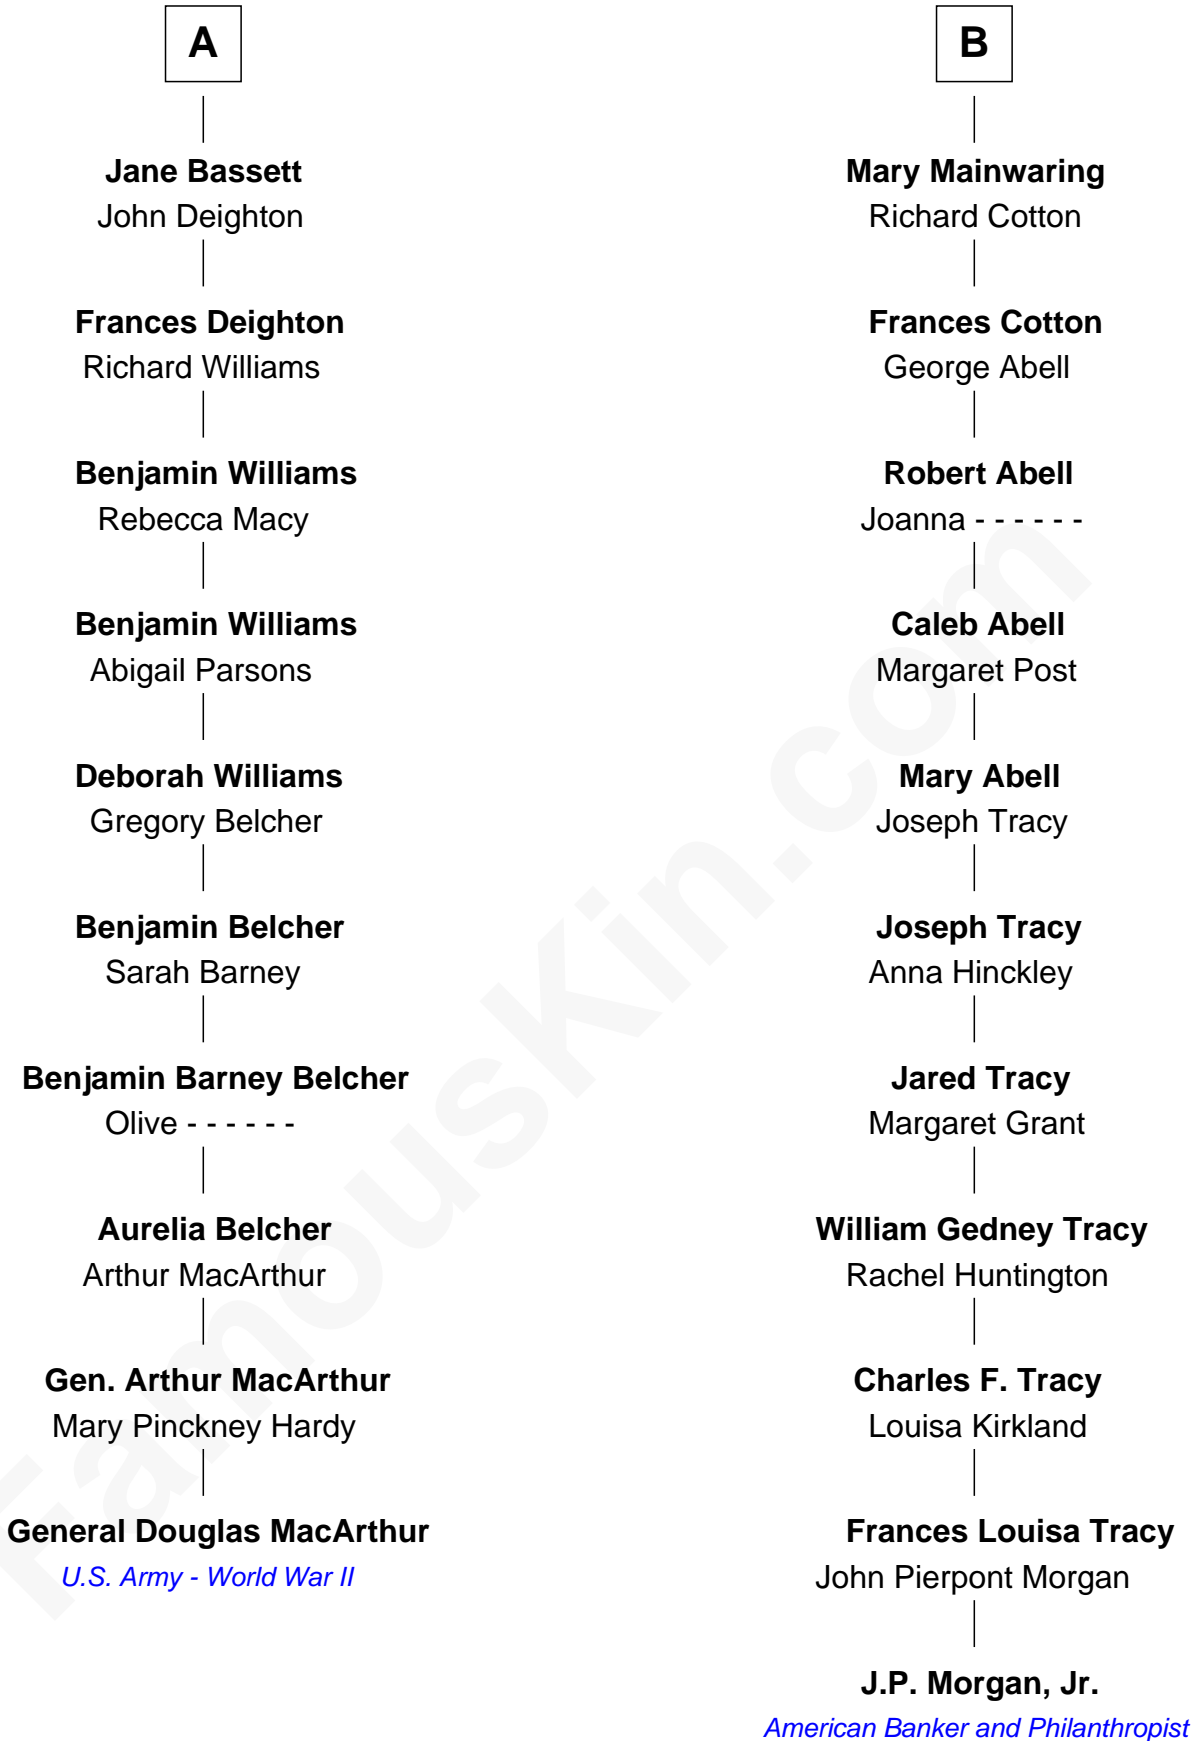 A
Jane Bassett
John Deighton
Frances Deighton
Richard Williams
Benjamin Williams
Rebecca Macy
Benjamin Williams
Abigail Parsons
Deborah Williams
Gregory Belcher
Benjamin Belcher
Sarah Barney
Benjamin Barney Belcher
Olive - - - - - -
Aurelia Belcher
Arthur MacArthur
Gen. Arthur MacArthur
Mary Pinckney Hardy
General Douglas MacArthur
U.S. Army - World War II
B
Mary Mainwaring
Richard Cotton
Frances Cotton
George Abell
Robert Abell
Joanna - - - - - -
Caleb Abell
Margaret Post
Mary Abell
Joseph Tracy
Joseph Tracy
Anna Hinckley
Jared Tracy
Margaret Grant
William Gedney Tracy
Rachel Huntington
Charles F. Tracy
Louisa Kirkland
Frances Louisa Tracy
John Pierpont Morgan
J.P. Morgan, Jr.
American Banker and Philanthropist
FamousKin.com